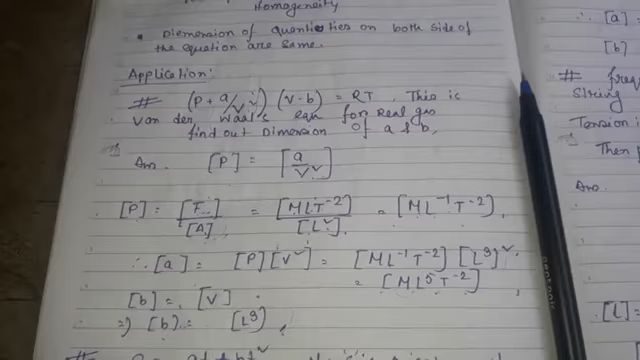 Homogeneity
• Diemension of quantities on both side of
the equation are same.
Application:
# (P + a/V²) (V-b) = RT. This is
van der waal's eqn for Real gas
find out Dimension of a & b,
Ans. [P] = [a/V²]
[P] = [F]/[A] = [MLT⁻²]/[L²] = [ML⁻¹T⁻²],
∴ [a] = [P][V²] = [ML⁻¹T⁻²] [L³]²
= [ML⁵T⁻²],
[b] = [V]
=) [b] = [L³],
∴ [a] =
[b]
# freq
String
Tension i
Then p
Ans.
[L] =